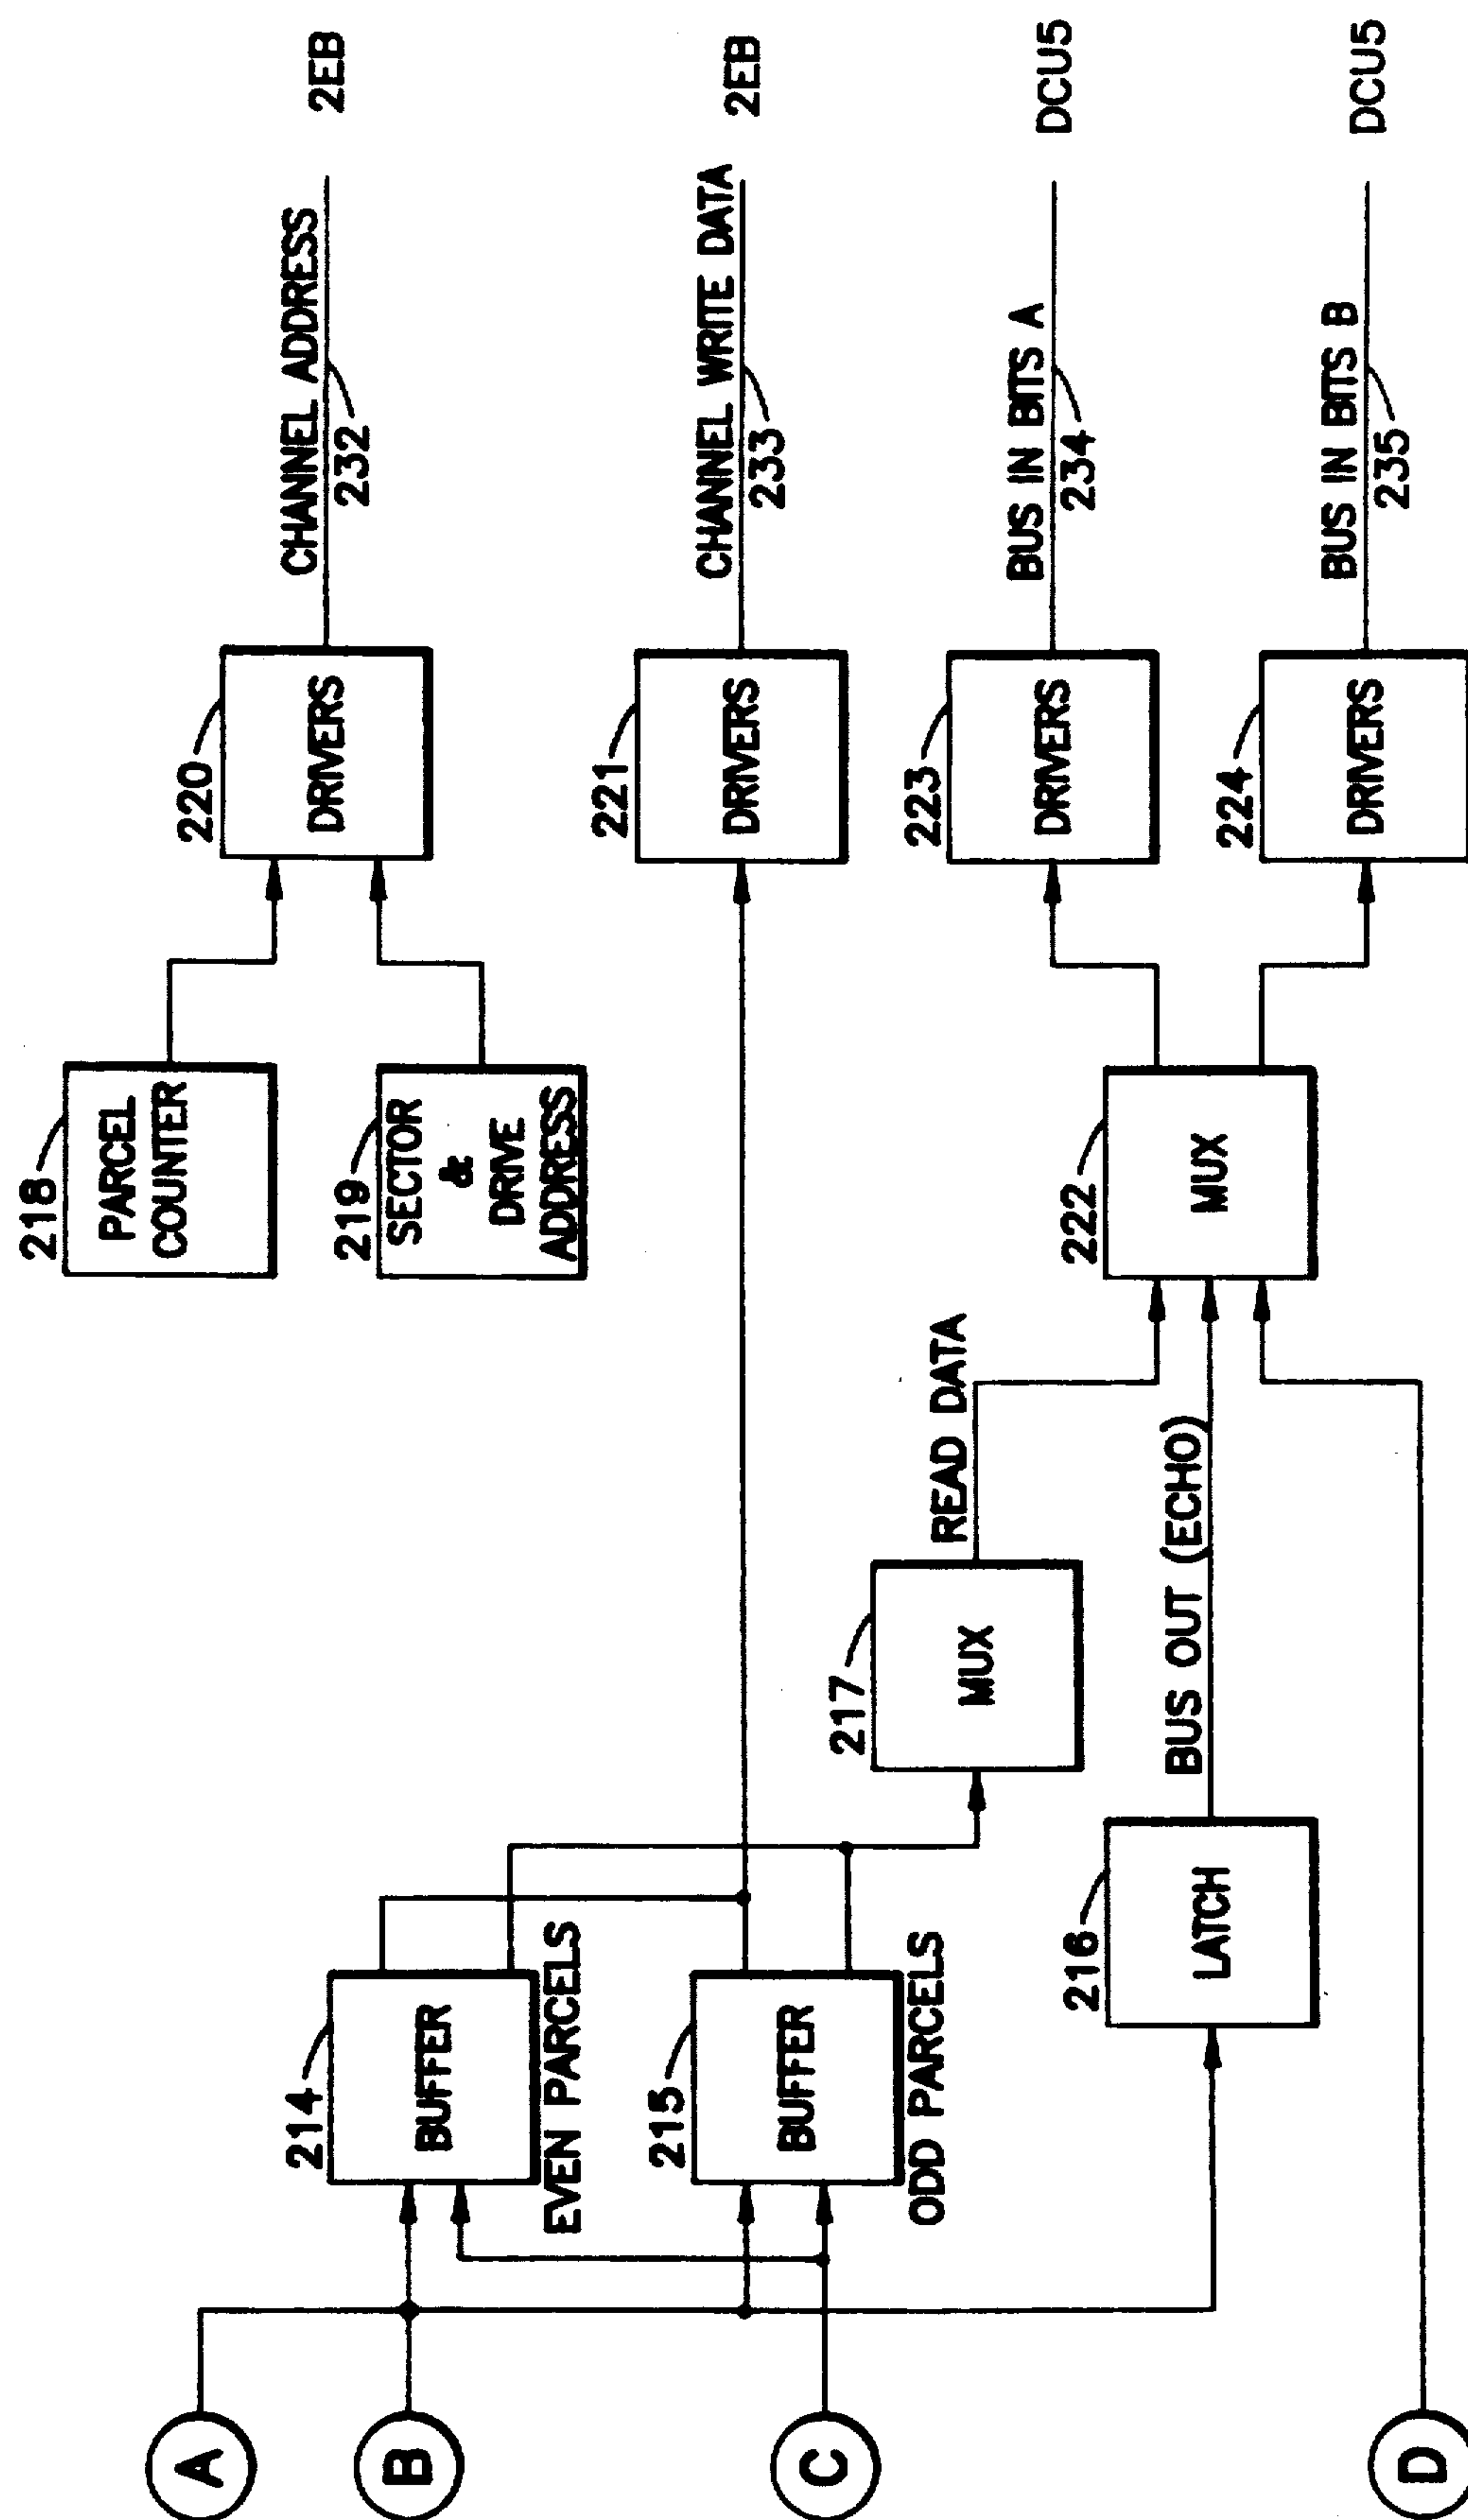 A
B
C
D
214
BUFFER
EVEN PARCELS
215
BUFFER
ODD PARCELS
216
LATCH
BUS OUT (ECHO)
217
MUX
READ DATA
218
PARCEL
COUNTER
219
SECTOR
&
DRIVE
ADDRESS
222
MUX
220
DRIVERS
CHANNEL ADDRESS
232
2EB
221
DRIVERS
CHANNEL WRITE DATA
233
2EB
223
DRIVERS
BUS IN BITS A
234
DCU5
224
DRIVERS
BUS IN BITS B
235
DCU5